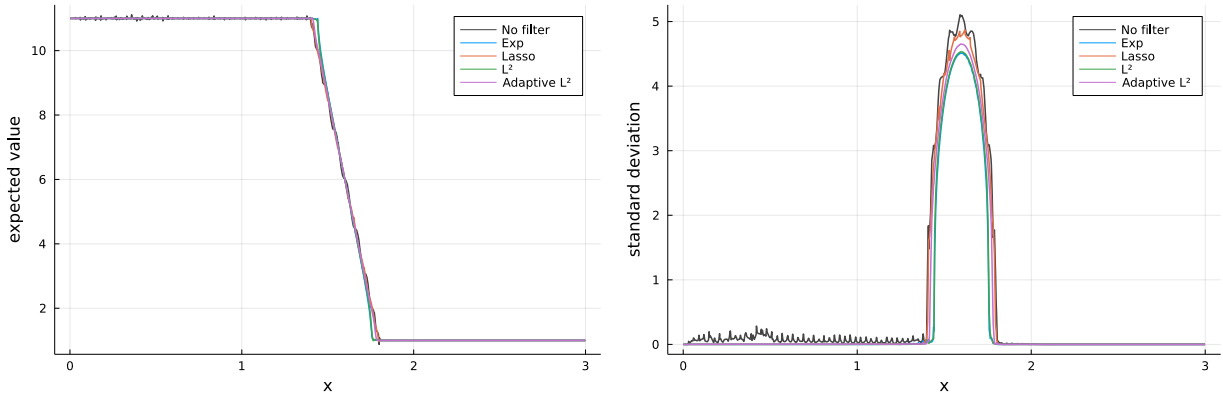 expected value
10
8
6
4
2
0
1
2
3
x
No filter
Exp
Lasso
L²
Adaptive L²
standard deviation
5
4
3
2
1
0
0
1
2
3
x
No filter
Exp
Lasso
L²
Adaptive L²